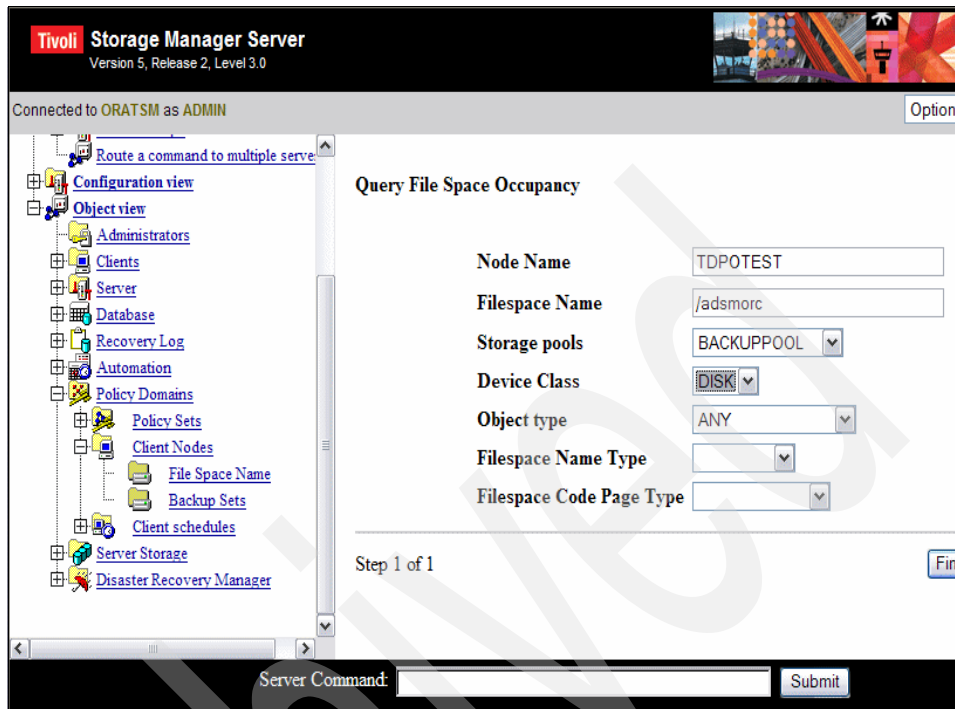 Tivoli Storage Manager Server
Version 5, Release 2, Level 3.0
Connected to ORATSM as ADMIN
Option
Route a command to multiple serve
Configuration view
Object view
Administrators
Clients
Server
Database
Recovery Log
Automation
Policy Domains
Policy Sets
Client Nodes
File Space Name
Backup Sets
Client schedules
Server Storage
Disaster Recovery Manager
Query File Space Occupancy
Node Name TDPOTEST
Filespace Name /adsmorc
Storage pools BACKUPPOOL
Device Class DISK
Object type ANY
Filespace Name Type
Filespace Code Page Type
Step 1 of 1
Fin
Server Command: Submit